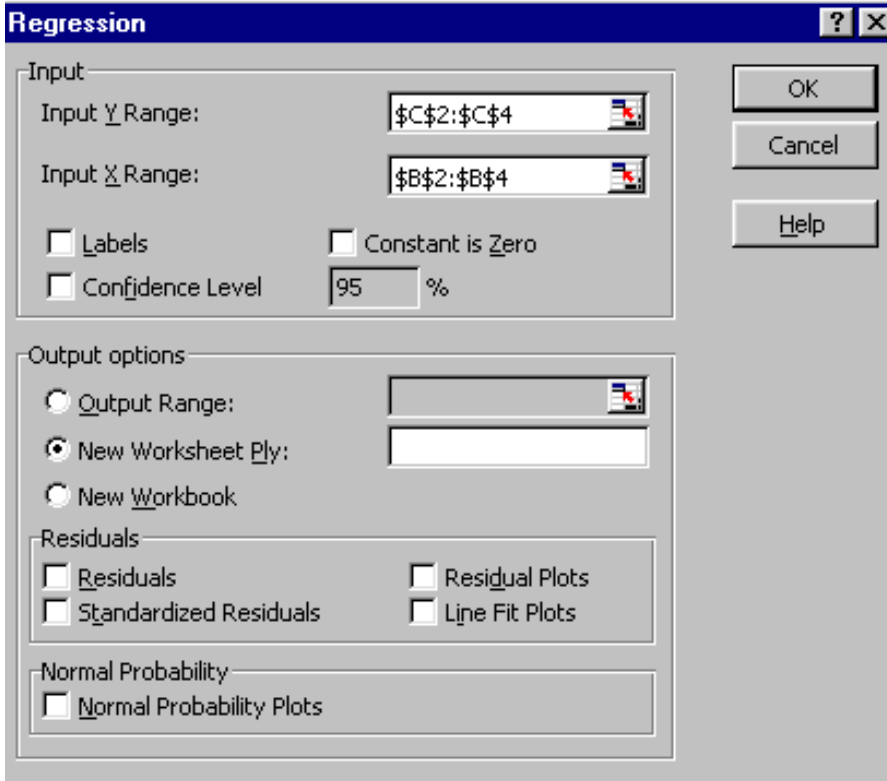 Regression
Input
Input Y Range: $C$2:$C$4
Input X Range: $B$2:$B$4
Labels Constant is Zero
Confidence Level 95 %
OK
Cancel
Help
Output options
Output Range:
New Worksheet Ply:
New Workbook
Residuals
Residuals Residual Plots
Standardized Residuals Line Fit Plots
Normal Probability
Normal Probability Plots